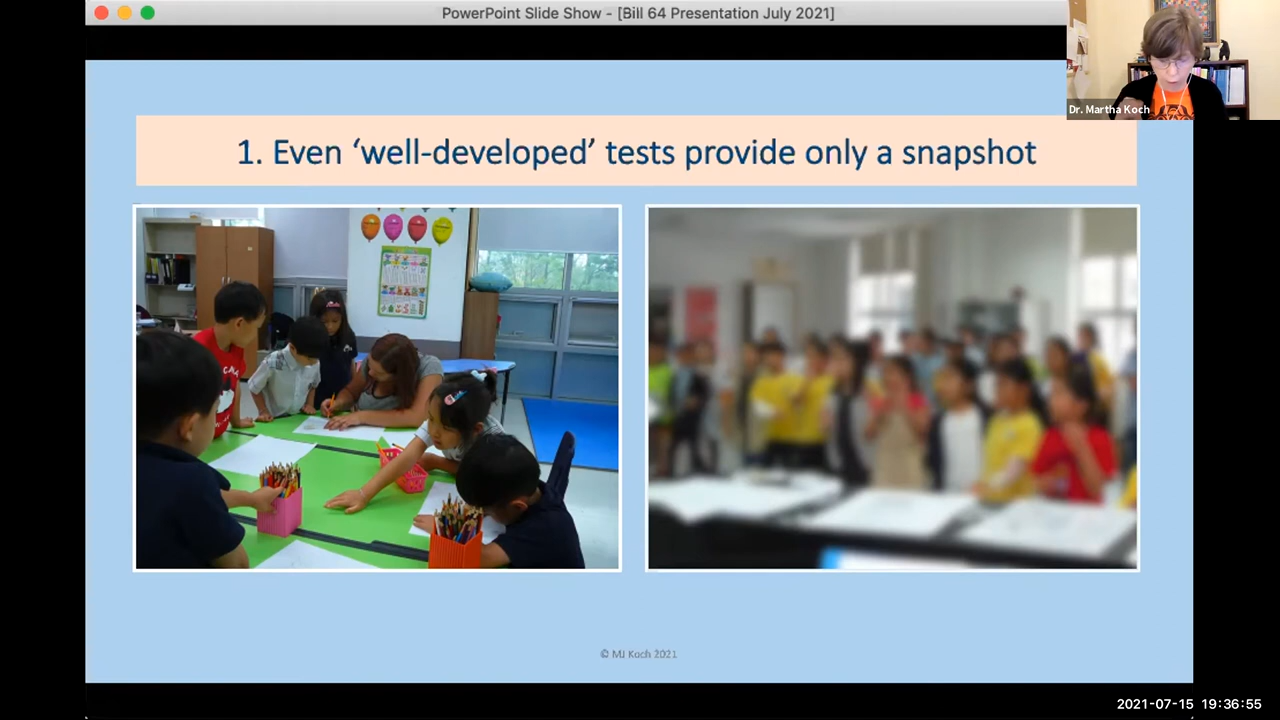 PowerPoint Slide Show - [Bill 64 Presentation July 2021]
Dr. Martha Koch
1. Even ‘well-developed’ tests provide only a snapshot
© MJ Koch 2021
2021-07-15 19:36:55